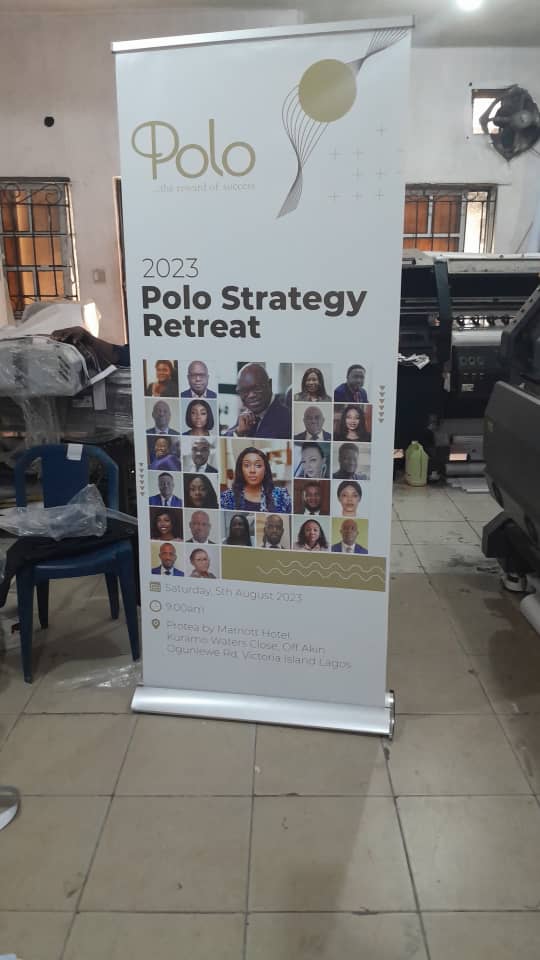 Polo
...the reward of success
2023
Polo Strategy
Retreat
Saturday, 5th August 2023
9.00am
Protea by Marriott Hotel,
Kuramo Waters Close, Off Akin
Ogunlewe Rd, Victoria Island Lagos